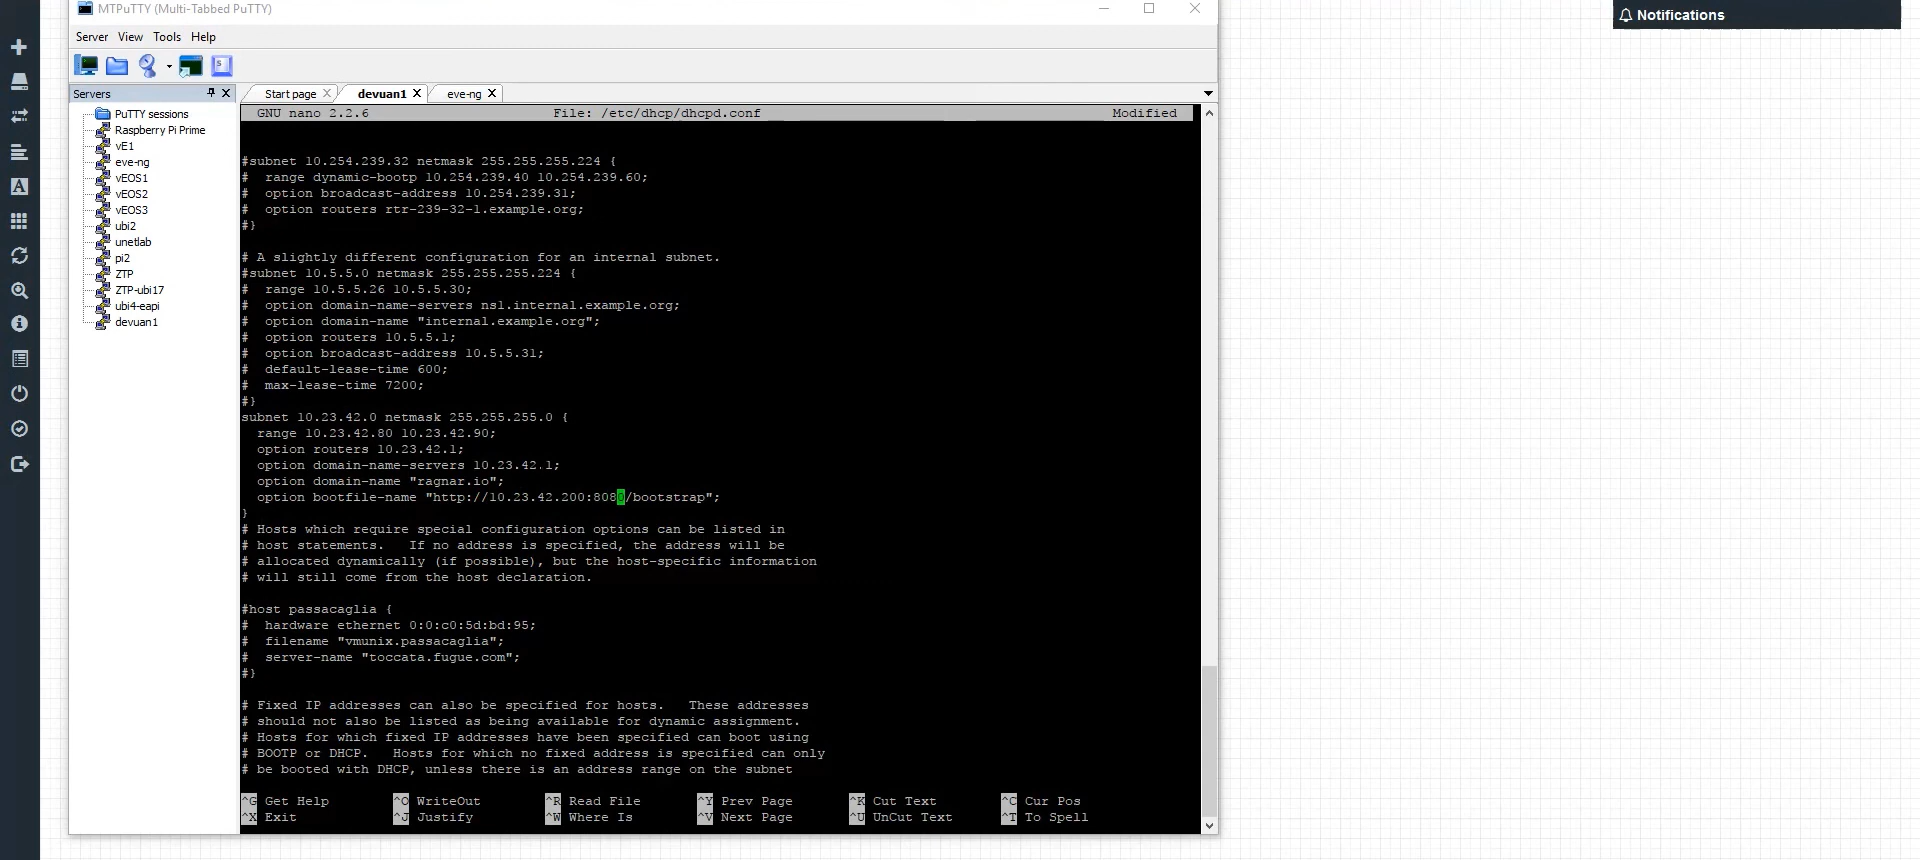 MTPuTTY (Multi-Tabbed PuTTY)
Notifications
Server View Tools Help
Servers
Start page devuan1 eve-ng
PuTTY sessions
Raspberry Pi Prime
vE1
eve-ng
vEOS1
vEOS2
vEOS3
ubi2
unetlab
pi2
ZTP
ZTP-ubi17
ubi4-eapi
devuan1
GNU nano 2.2.6 File: /etc/dhcp/dhcpd.conf Modified
#subnet 10.254.239.32 netmask 255.255.255.224 {
#  range dynamic-bootp 10.254.239.40 10.254.239.60;
#  option broadcast-address 10.254.239.31;
#  option routers rtr-239-32-1.example.org;
#}
# A slightly different configuration for an internal subnet.
#subnet 10.5.5.0 netmask 255.255.255.224 {
#  range 10.5.5.26 10.5.5.30;
#  option domain-name-servers ns1.internal.example.org;
#  option domain-name "internal.example.org";
#  option routers 10.5.5.1;
#  option broadcast-address 10.5.5.31;
#  default-lease-time 600;
#  max-lease-time 7200;
#}
subnet 10.23.42.0 netmask 255.255.255.0 {
  range 10.23.42.80 10.23.42.90;
  option routers 10.23.42.1;
  option domain-name-servers 10.23.42.1;
  option domain-name "ragnar.io";
  option bootfile-name "http://10.23.42.200:8080/bootstrap";
}
# Hosts which require special configuration options can be listed in
# host statements.   If no address is specified, the address will be
# allocated dynamically (if possible), but the host-specific information
# will still come from the host declaration.
#host passacaglia {
#  hardware ethernet 0:0:c0:5d:bd:95;
#  filename "vmunix.passacaglia";
#  server-name "toccata.fugue.com";
#}
# Fixed IP addresses can also be specified for hosts.   These addresses
# should not also be listed as being available for dynamic assignment.
# Hosts for which fixed IP addresses have been specified can boot using
# BOOTP or DHCP.   Hosts for which no fixed address is specified can only
# be booted with DHCP, unless there is an address range on the subnet
^G Get Help ^O WriteOut ^R Read File ^Y Prev Page ^K Cut Text ^C Cur Pos
^X Exit ^J Justify ^W Where Is ^V Next Page ^U UnCut Text ^T To Spell